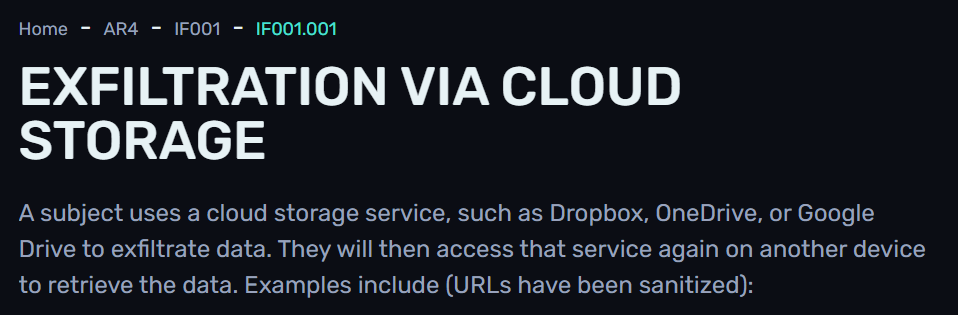 Home - AR4 - IF001 - IF001.001
EXFILTRATION VIA CLOUD
STORAGE
A subject uses a cloud storage service, such as Dropbox, OneDrive, or Google
Drive to exfiltrate data. They will then access that service again on another device
to retrieve the data. Examples include (URLs have been sanitized):